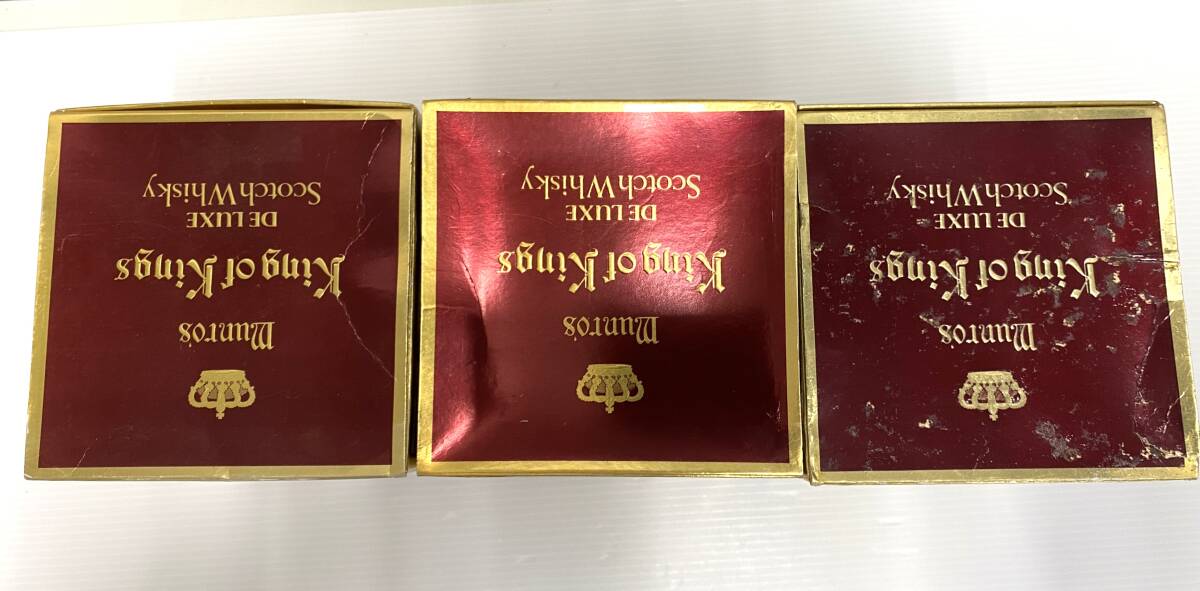 Munro's
King of Kings
DE LUXE
Scotch Whisky
Munro's
King of Kings
DE LUXE
Scotch Whisky
Munro's
King of Kings
DE LUXE
Scotch Whisky